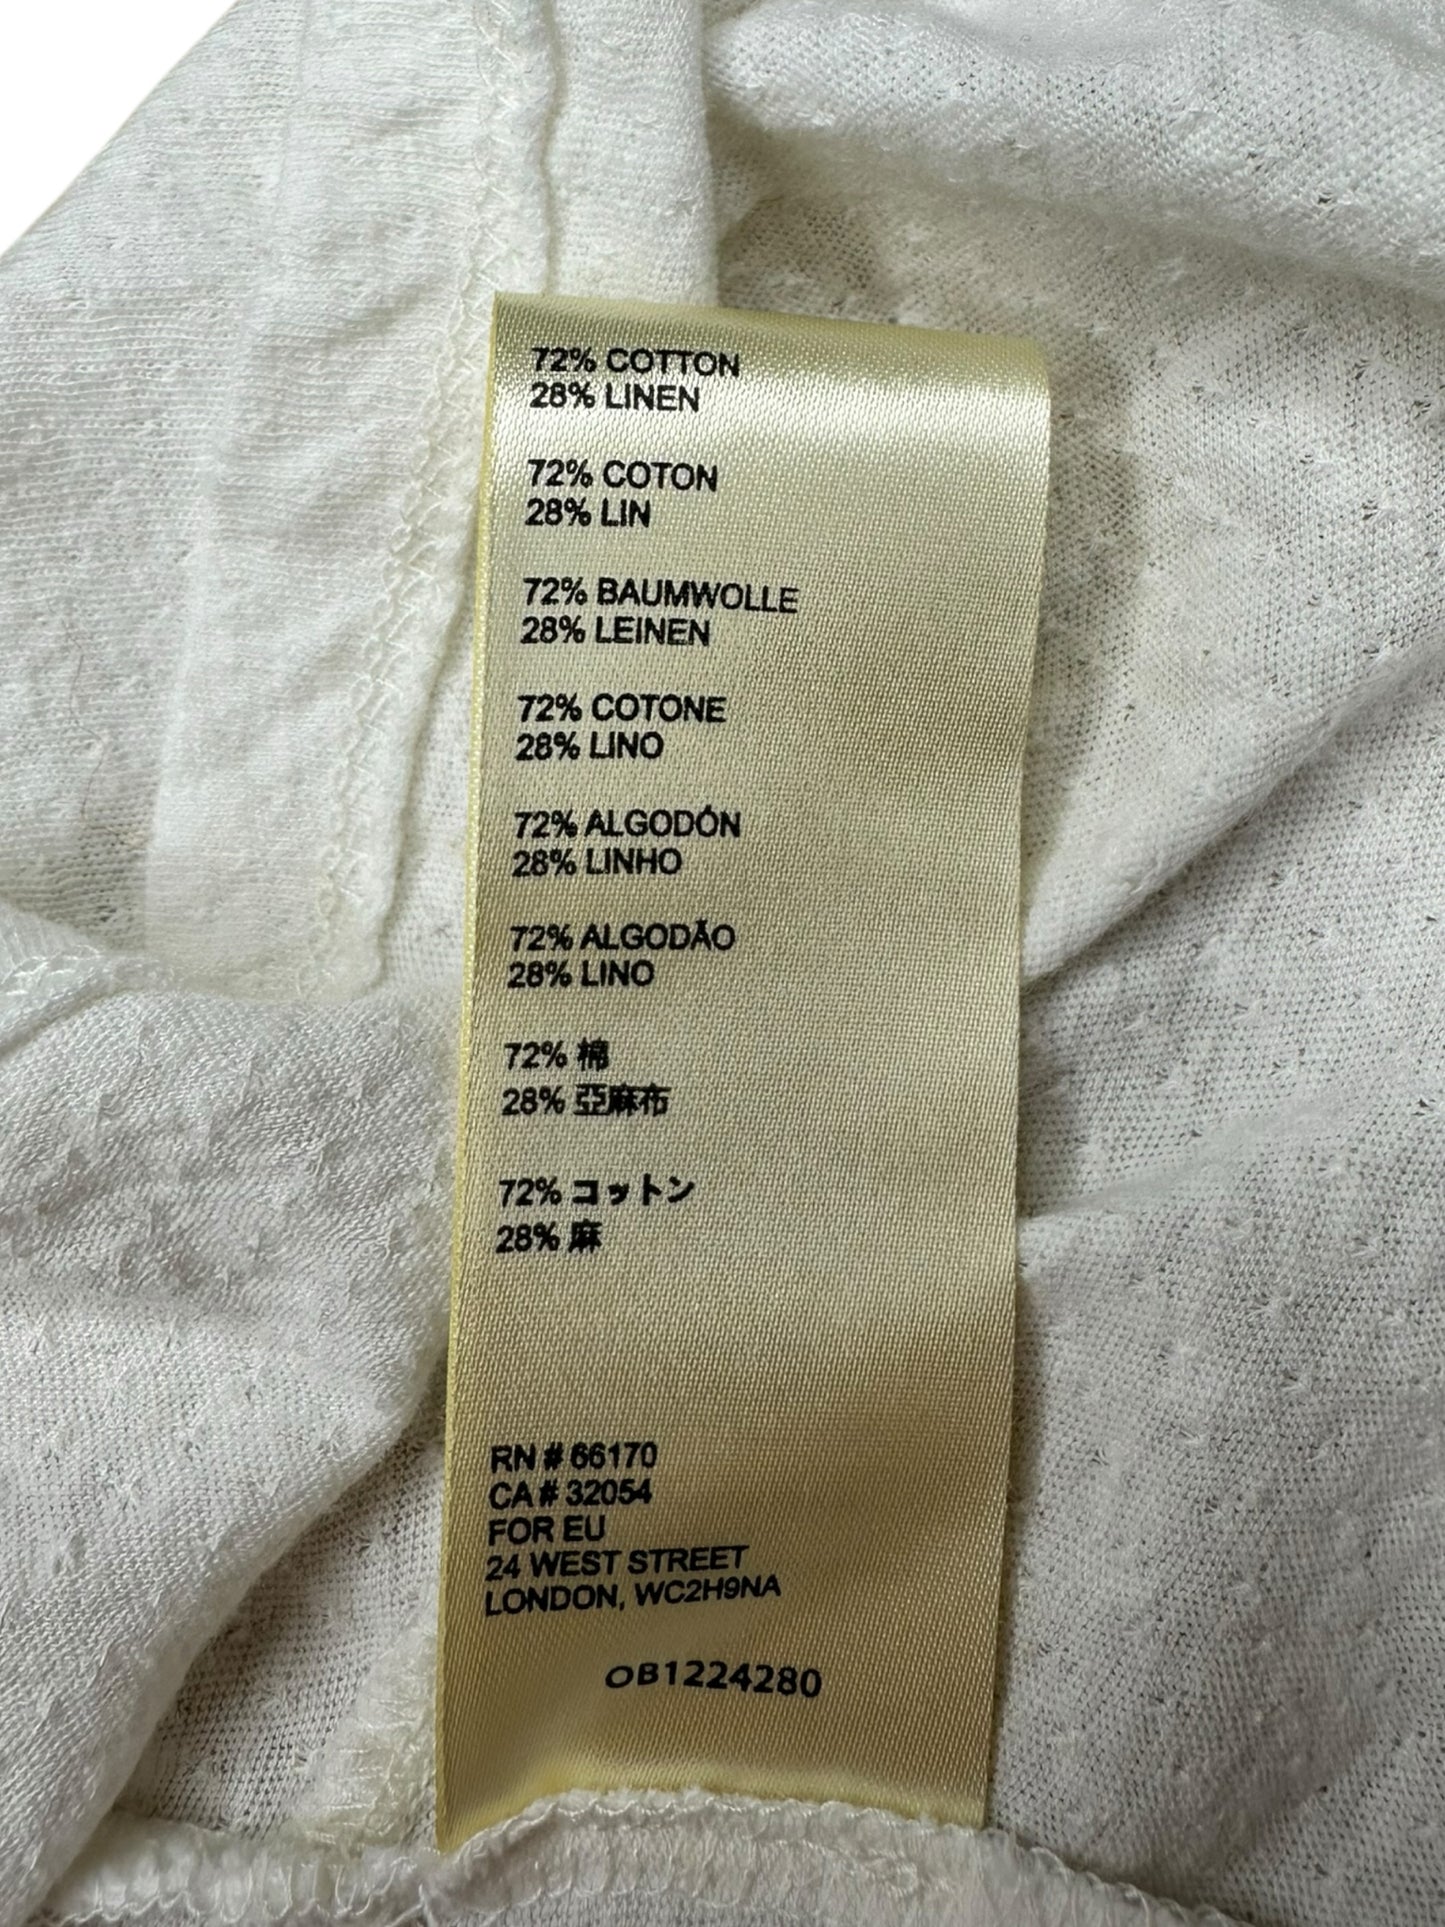 72% COTTON
28% LINEN
72% COTON
28% LIN
72% BAUMWOLLE
28% LEINEN
72% COTONE
28% LINO
72% ALGODÓN
28% LINHO
72% ALGODÃO
28% LINO
72% 棉
28% 亞麻布
72% コットン
28% 麻
RN # 66170
CA # 32054
FOR EU
24 WEST STREET
LONDON, WC2H9NA
OB1224280